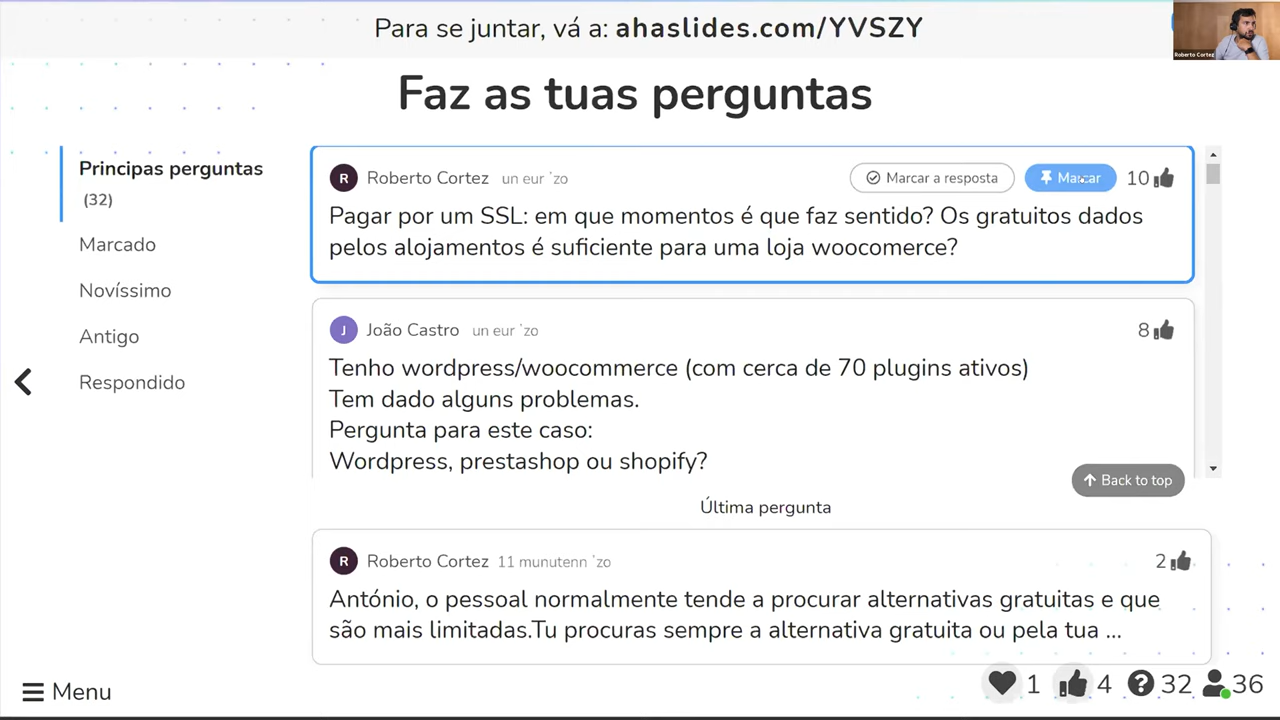 Para se juntar, vá a: ahaslides.com/YVSZY
Roberto Cortez
Faz as tuas perguntas
Principas perguntas
(32)
Marcado
Novíssimo
Antigo
Respondido
R Roberto Cortez un eur ʼzo
Marcar a resposta
Marcar
10
Pagar por um SSL: em que momentos é que faz sentido? Os gratuitos dados
pelos alojamentos é suficiente para uma loja woocomerce?
J João Castro un eur ʼzo
8
Tenho wordpress/woocommerce (com cerca de 70 plugins ativos)
Tem dado alguns problemas.
Pergunta para este caso:
Wordpress, prestashop ou shopify?
Back to top
Última pergunta
R Roberto Cortez 11 munutenn ʼzo
2
António, o pessoal normalmente tende a procurar alternativas gratuitas e que
são mais limitadas.Tu procuras sempre a alternativa gratuita ou pela tua ...
Menu
1 4 32 36